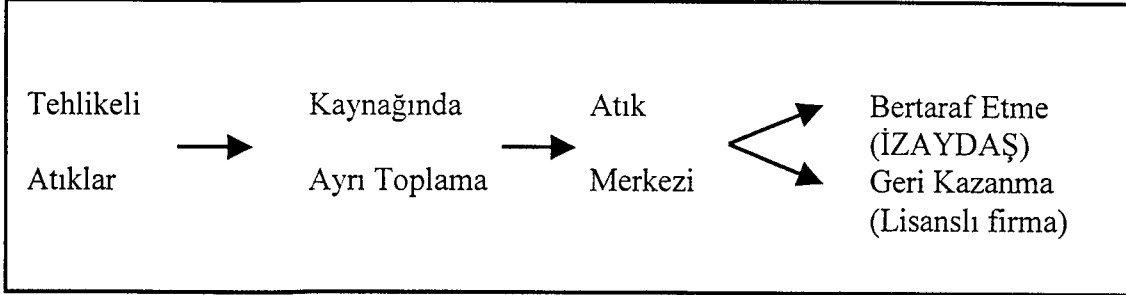 Tehlikeli
Atıklar
Kaynağında
Ayrı Toplama
Atık
Merkezi
Bertaraf Etme
(İZAYDAŞ)
Geri Kazanma
(Lisanslı firma)